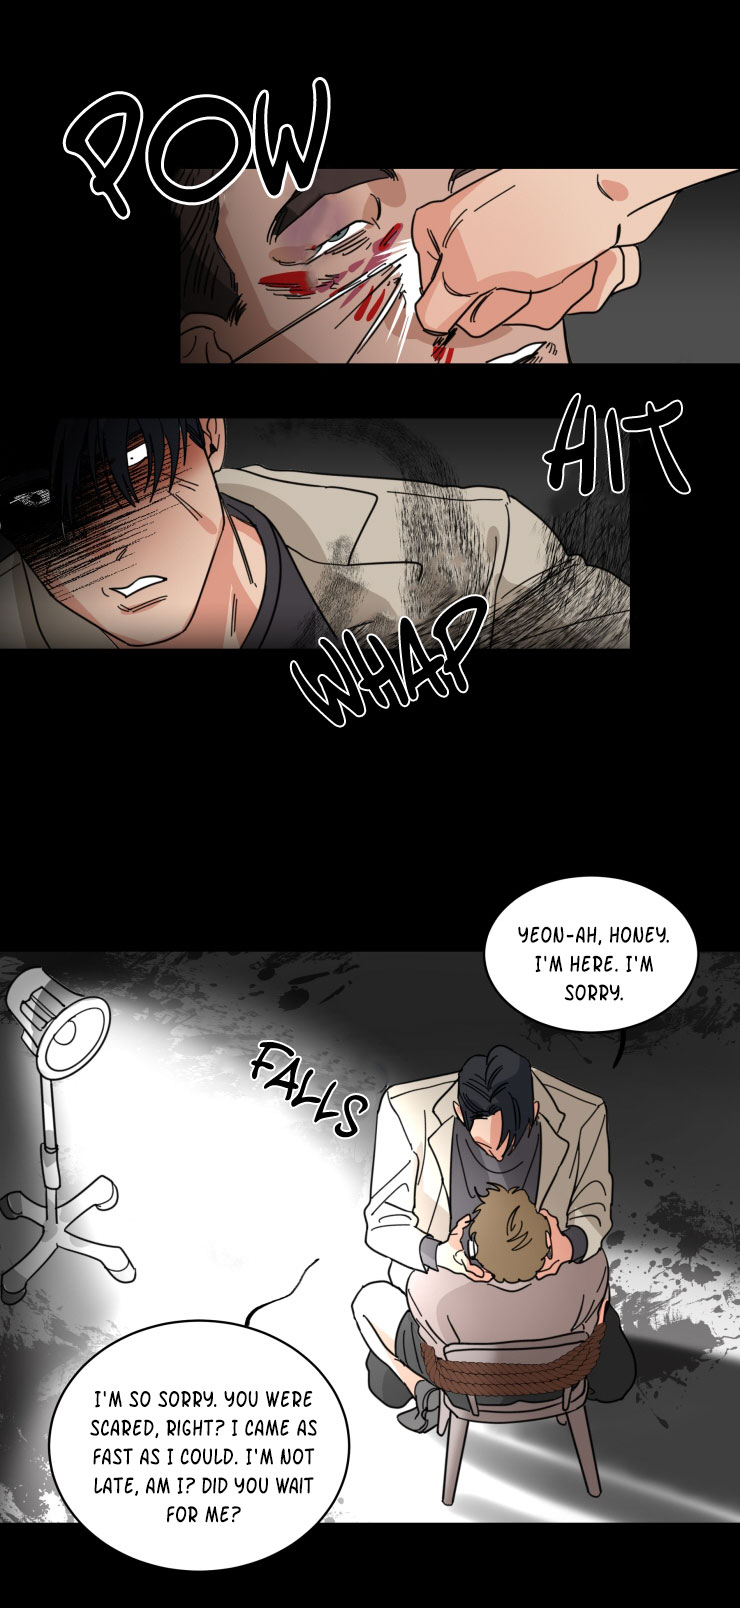 POW
HIT
WHAP
YEON-AH, HONEY.
I'M HERE. I'M
SORRY.
FALLS
I'M SO SORRY. YOU WERE
SCARED, RIGHT? I CAME AS
FAST AS I COULD. I'M NOT
LATE, AM I? DID YOU WAIT
FOR ME?